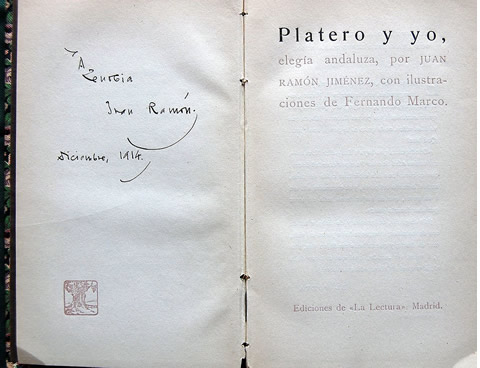 A
Zenobia
Juan Ramón.
Diciembre, 1914.
Platero y yo,
elegía andaluza, por JUAN
RAMÓN JIMÉNEZ, con ilustra-
ciones de Fernando Marco.
Ediciones de «La Lectura». Madrid.